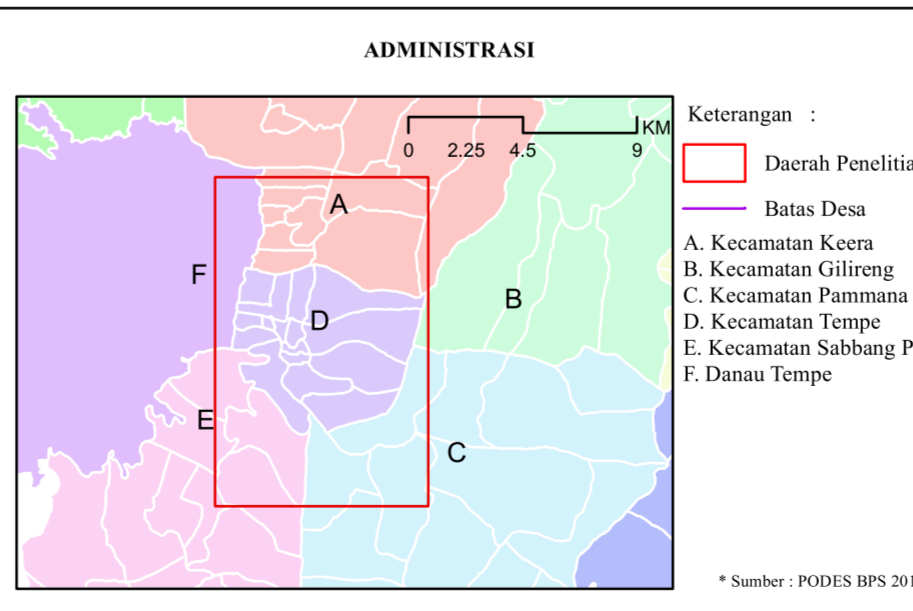 ADMINISTRASI
KM
0 2.25 4.5 9
A
F
B
D
E
C
Keterangan :
Daerah Penelitia
Batas Desa
A. Kecamatan Keera
B. Kecamatan Gilireng
C. Kecamatan Pammana
D. Kecamatan Tempe
E. Kecamatan Sabbang P
F. Danau Tempe
* Sumber : PODES BPS 201